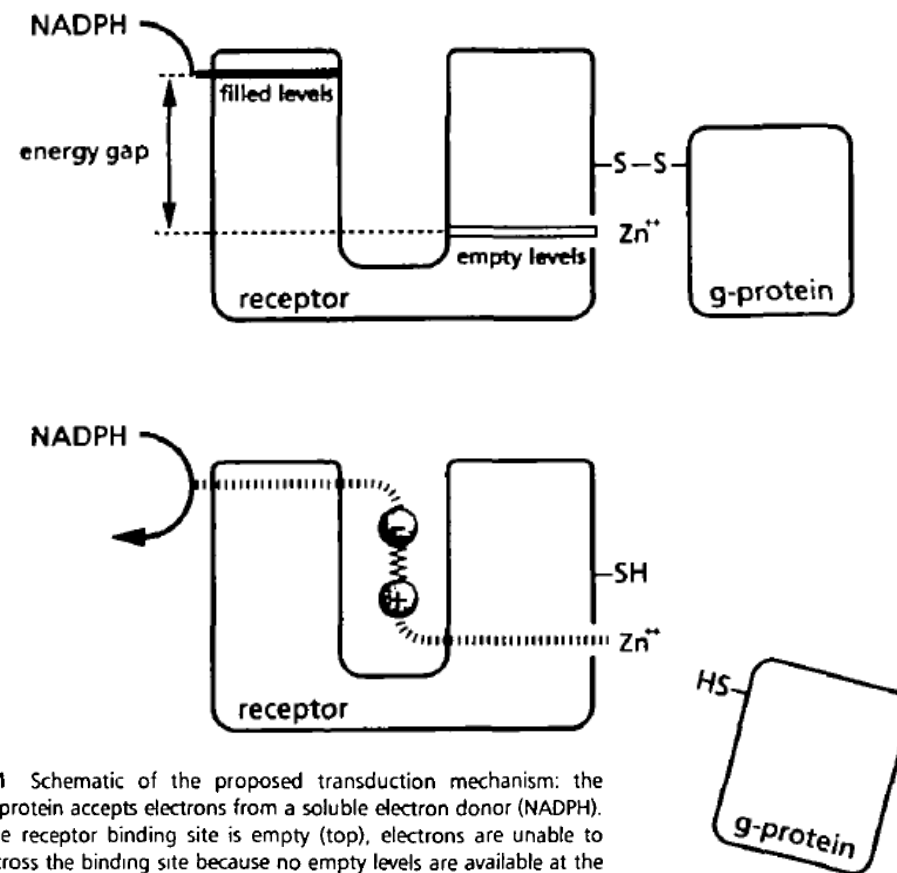 NADPH
filled levels
energy gap
S–S
Zn++
empty levels
receptor
g-protein
NADPH
SH
Zn++
receptor
HS
g-protein
1 Schematic of the proposed transduction mechanism: the
protein accepts electrons from a soluble electron donor (NADPH).
e receptor binding site is empty (top), electrons are unable to
cross the binding site because no empty levels are available at the